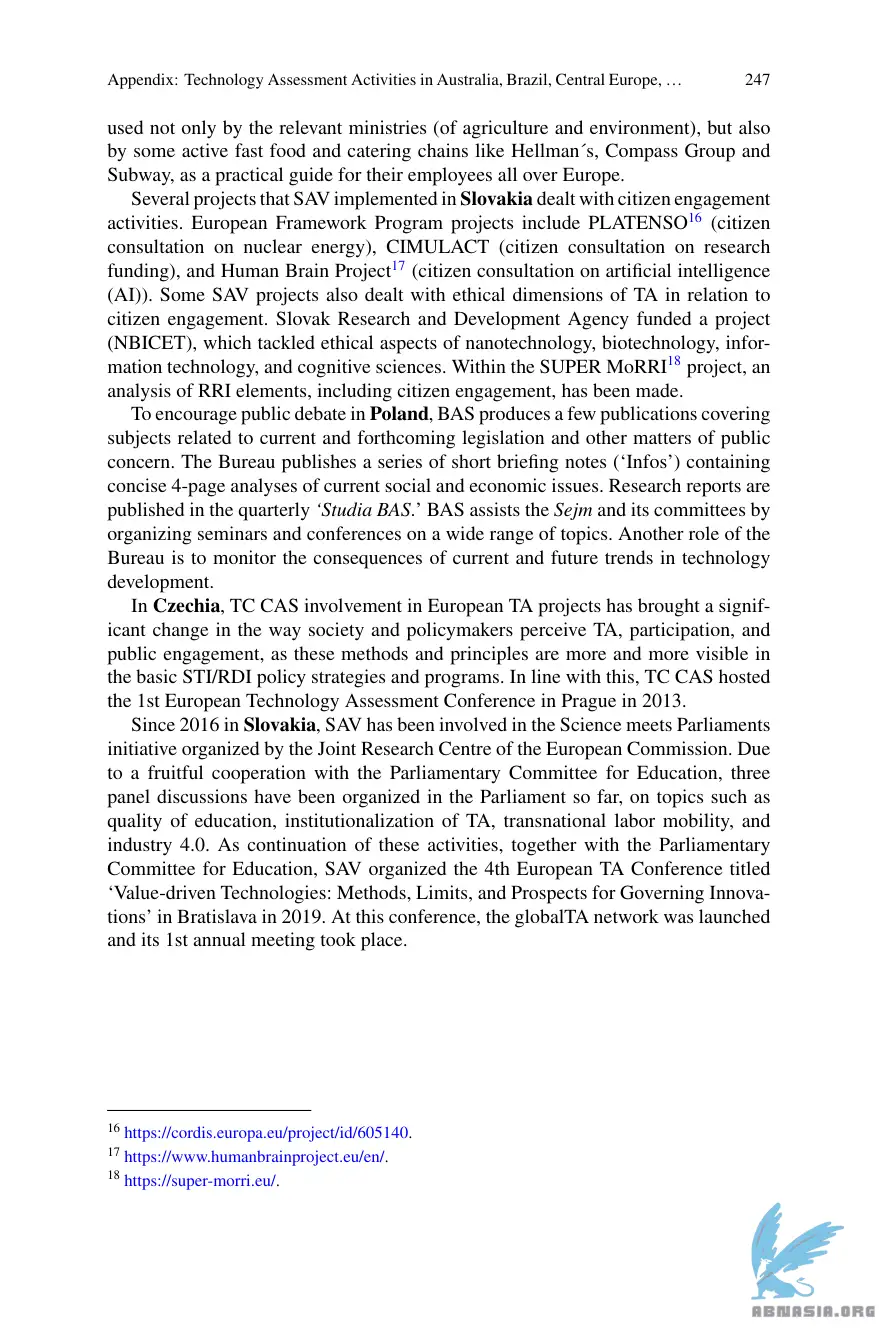 Appendix: Technology Assessment Activities in Australia, Brazil, Central Europe, … 247
used not only by the relevant ministries (of agriculture and environment), but also
by some active fast food and catering chains like Hellman´s, Compass Group and
Subway, as a practical guide for their employees all over Europe.
Several projects that SAV implemented in Slovakia dealt with citizen engagement
activities. European Framework Program projects include PLATENSO16 (citizen
consultation on nuclear energy), CIMULACT (citizen consultation on research
funding), and Human Brain Project17 (citizen consultation on artificial intelligence
(AI)). Some SAV projects also dealt with ethical dimensions of TA in relation to
citizen engagement. Slovak Research and Development Agency funded a project
(NBICET), which tackled ethical aspects of nanotechnology, biotechnology, infor-
mation technology, and cognitive sciences. Within the SUPER MoRRI18 project, an
analysis of RRI elements, including citizen engagement, has been made.
To encourage public debate in Poland, BAS produces a few publications covering
subjects related to current and forthcoming legislation and other matters of public
concern. The Bureau publishes a series of short briefing notes (‘Infos’) containing
concise 4-page analyses of current social and economic issues. Research reports are
published in the quarterly ‘Studia BAS.’ BAS assists the Sejm and its committees by
organizing seminars and conferences on a wide range of topics. Another role of the
Bureau is to monitor the consequences of current and future trends in technology
development.
In Czechia, TC CAS involvement in European TA projects has brought a signif-
icant change in the way society and policymakers perceive TA, participation, and
public engagement, as these methods and principles are more and more visible in
the basic STI/RDI policy strategies and programs. In line with this, TC CAS hosted
the 1st European Technology Assessment Conference in Prague in 2013.
Since 2016 in Slovakia, SAV has been involved in the Science meets Parliaments
initiative organized by the Joint Research Centre of the European Commission. Due
to a fruitful cooperation with the Parliamentary Committee for Education, three
panel discussions have been organized in the Parliament so far, on topics such as
quality of education, institutionalization of TA, transnational labor mobility, and
industry 4.0. As continuation of these activities, together with the Parliamentary
Committee for Education, SAV organized the 4th European TA Conference titled
‘Value-driven Technologies: Methods, Limits, and Prospects for Governing Innova-
tions’ in Bratislava in 2019. At this conference, the globalTA network was launched
and its 1st annual meeting took place.
16 https://cordis.europa.eu/project/id/605140.
17 https://www.humanbrainproject.eu/en/.
18 https://super-morri.eu/.
ABNASIA.ORG